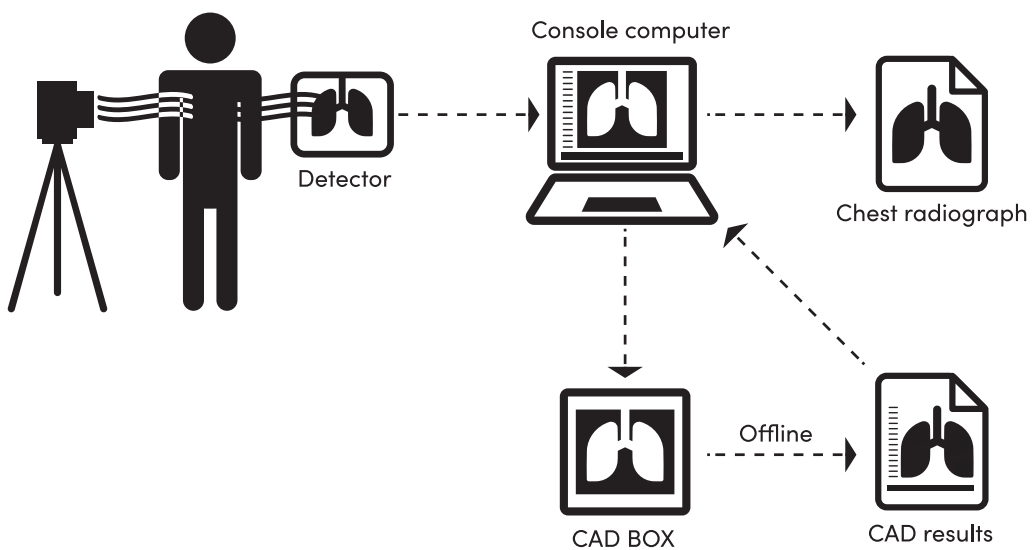 Console computer
Detector
Chest radiograph
Offline
CAD BOX
CAD results